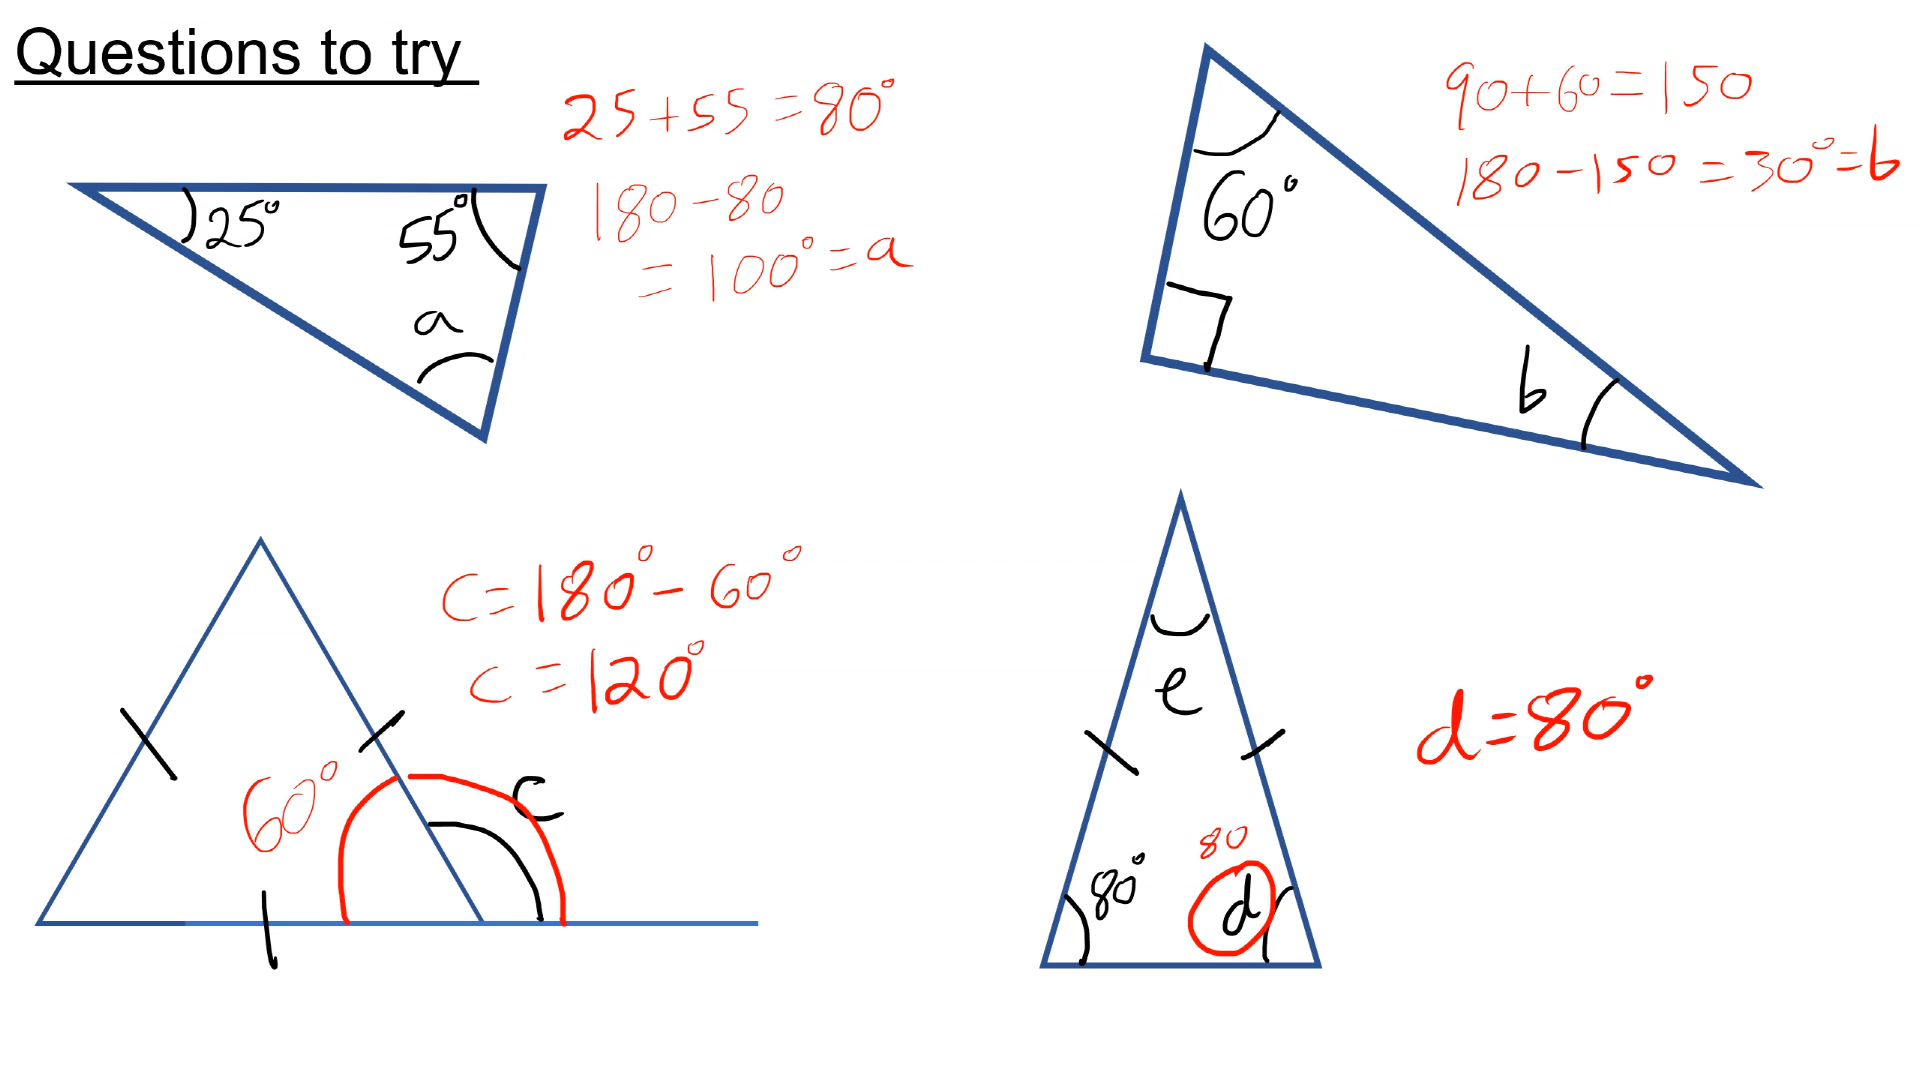 Questions to try
25+55=80°
180-80
=100°=a
25°
55°
a
90+60=150
180-150=30°=b
60°
b
C=180°-60°
C=120°
60°
C
e
d=80°
80
80°
d